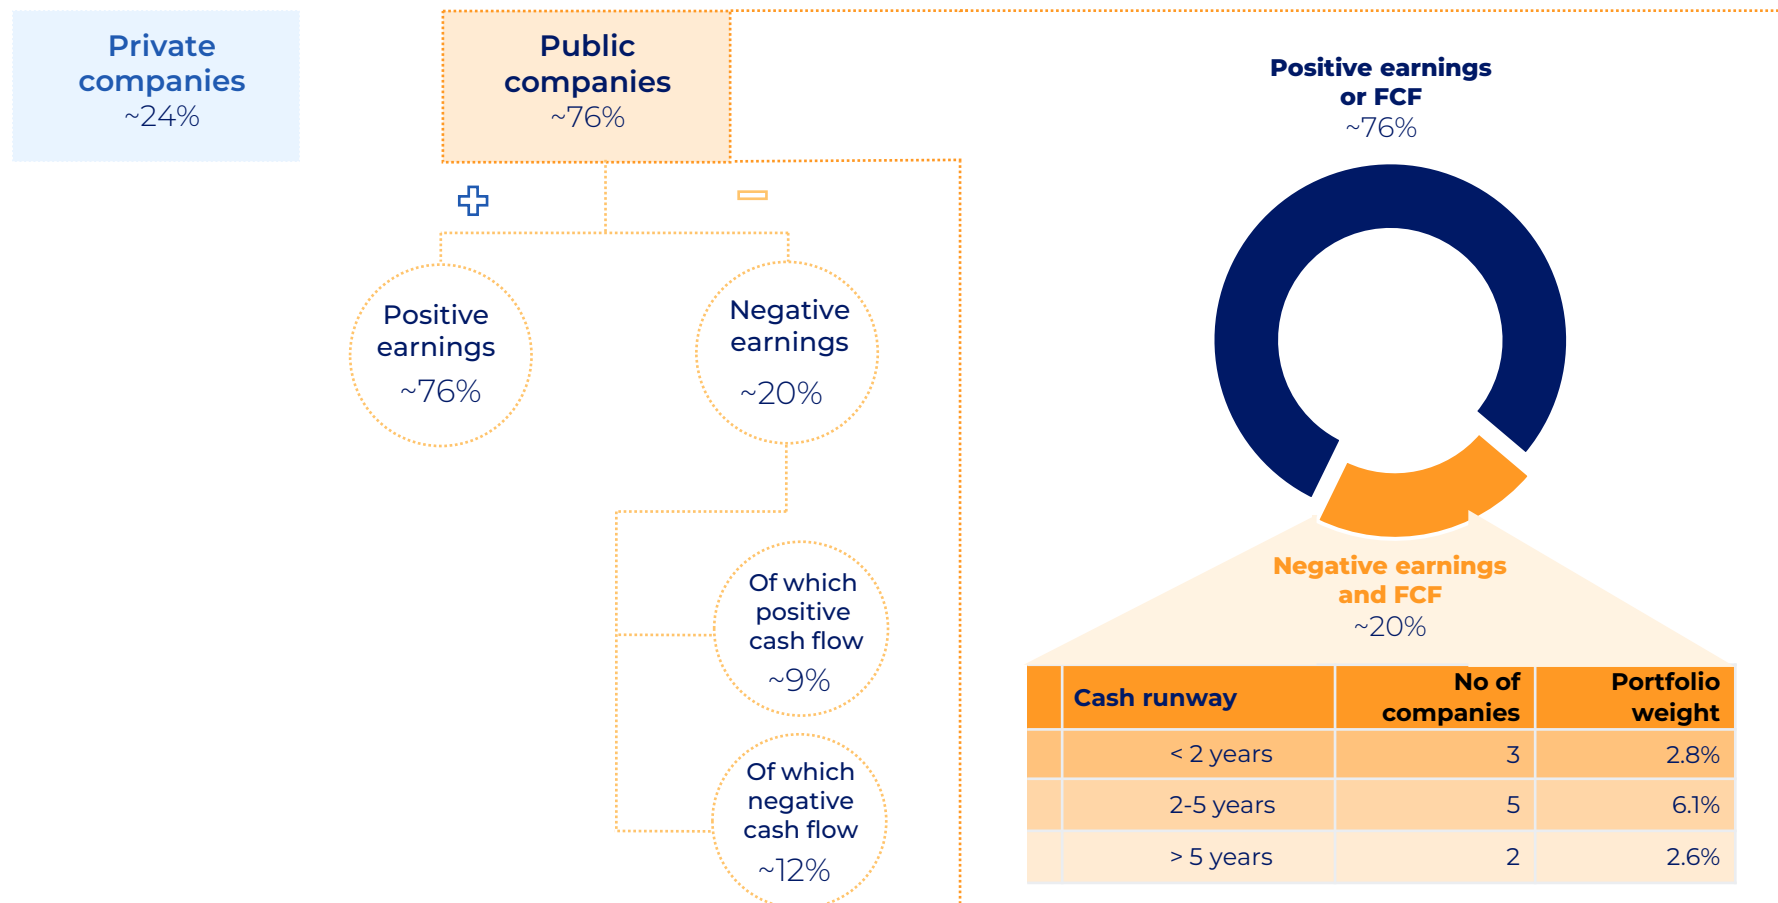 Private
companies
~24%
Public
companies
~76%
Positive
earnings
~76%
Negative
earnings
~20%
Of which
positive
cash flow
~9%
Of which
negative
cash flow
~12%
Positive earnings
or FCF
~76%
Negative earnings
and FCF
~20%
Cash runway No of companies Portfolio weight
< 2 years 3 2.8%
2-5 years 5 6.1%
> 5 years 2 2.6%